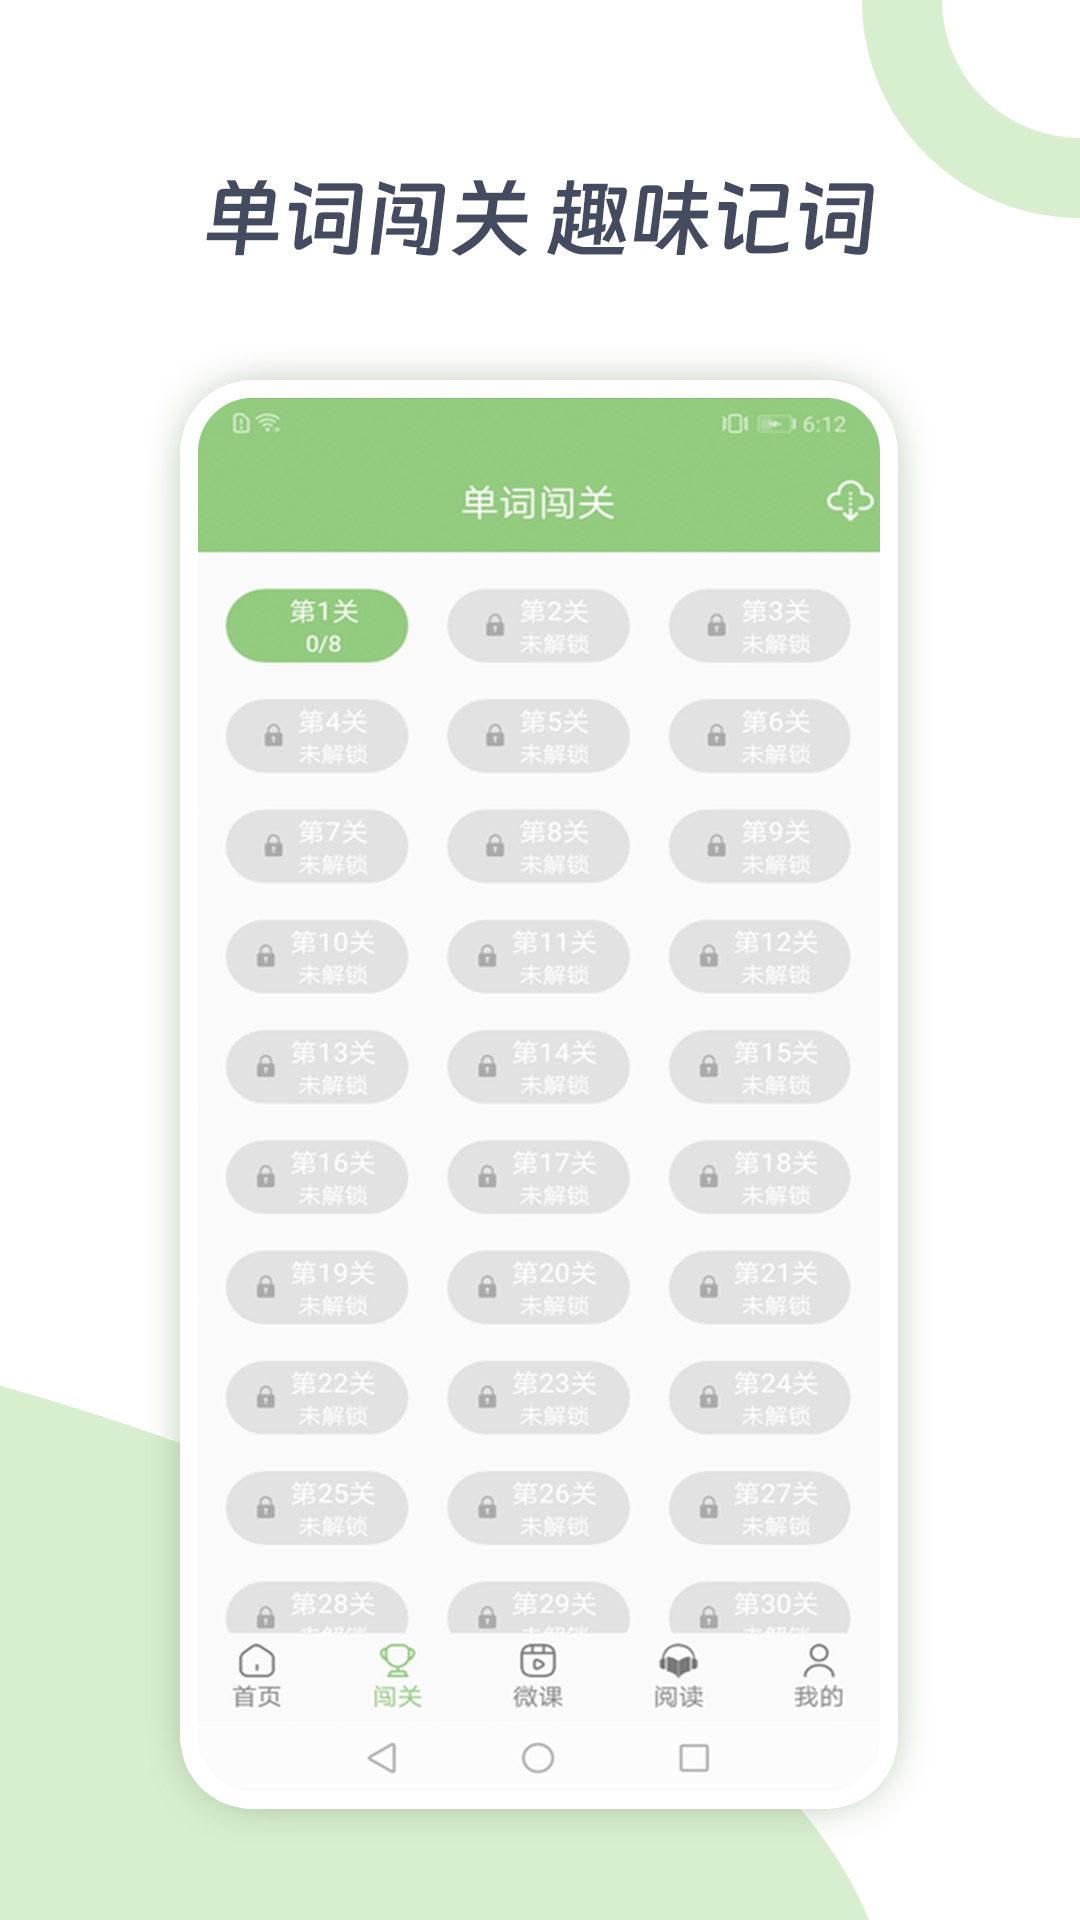 单词闯关 趣味记词
6:12
单词闯关
第1关 第2关 第3关
0/8 未解锁 未解锁
第4关 第5关 第6关
未解锁 未解锁 未解锁
第7关 第8关 第9关
未解锁 未解锁 未解锁
第10关 第11关 第12关
未解锁 未解锁 未解锁
第13关 第14关 第15关
未解锁 未解锁 未解锁
第16关 第17关 第18关
未解锁 未解锁 未解锁
第19关 第20关 第21关
未解锁 未解锁 未解锁
第22关 第23关 第24关
未解锁 未解锁 未解锁
第25关 第26关 第27关
未解锁 未解锁 未解锁
第28关 第29关 第30关
首页 闯关 微课 阅读 我的